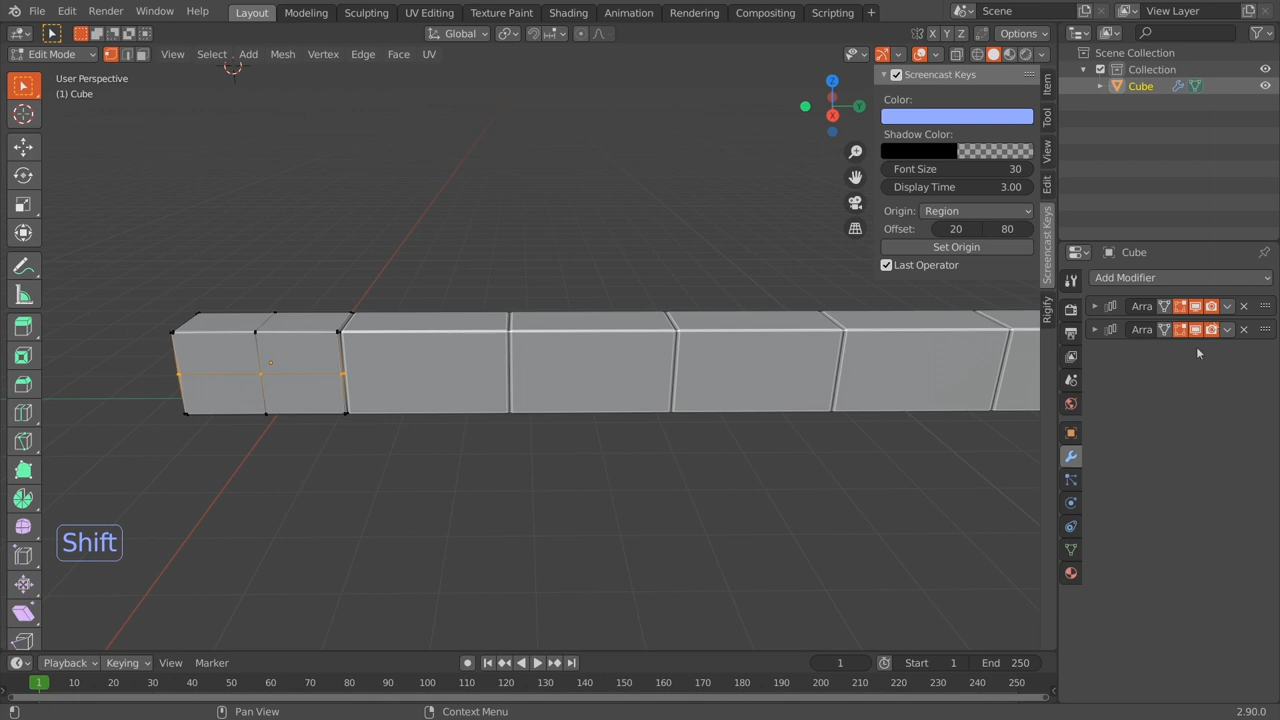 File Edit Render Window Help Layout Modeling Sculpting UV Editing Texture Paint Shading Animation Rendering Compositing Scripting + Scene View Layer
Global X Y Z Options
Edit Mode View Select Add Mesh Vertex Edge Face UV
User Perspective
(1) Cube
Z
Y
X
Screencast Keys
Color:
Shadow Color:
Font Size 30
Display Time 3.00
Origin: Region
Offset: 20 80
Set Origin
Last Operator
Item
Tool
View
Edit
Screencast Keys
Rigify
Scene Collection
Collection
Cube
Cube
Add Modifier
Arra
Arra
Shift
Playback Keying View Marker 1 Start 1 End 250
1 10 20 30 40 50 60 70 80 90 100 110 120 130 140 150 160 170 180 190 200 210 220 230 240 250
Pan View Context Menu 2.90.0